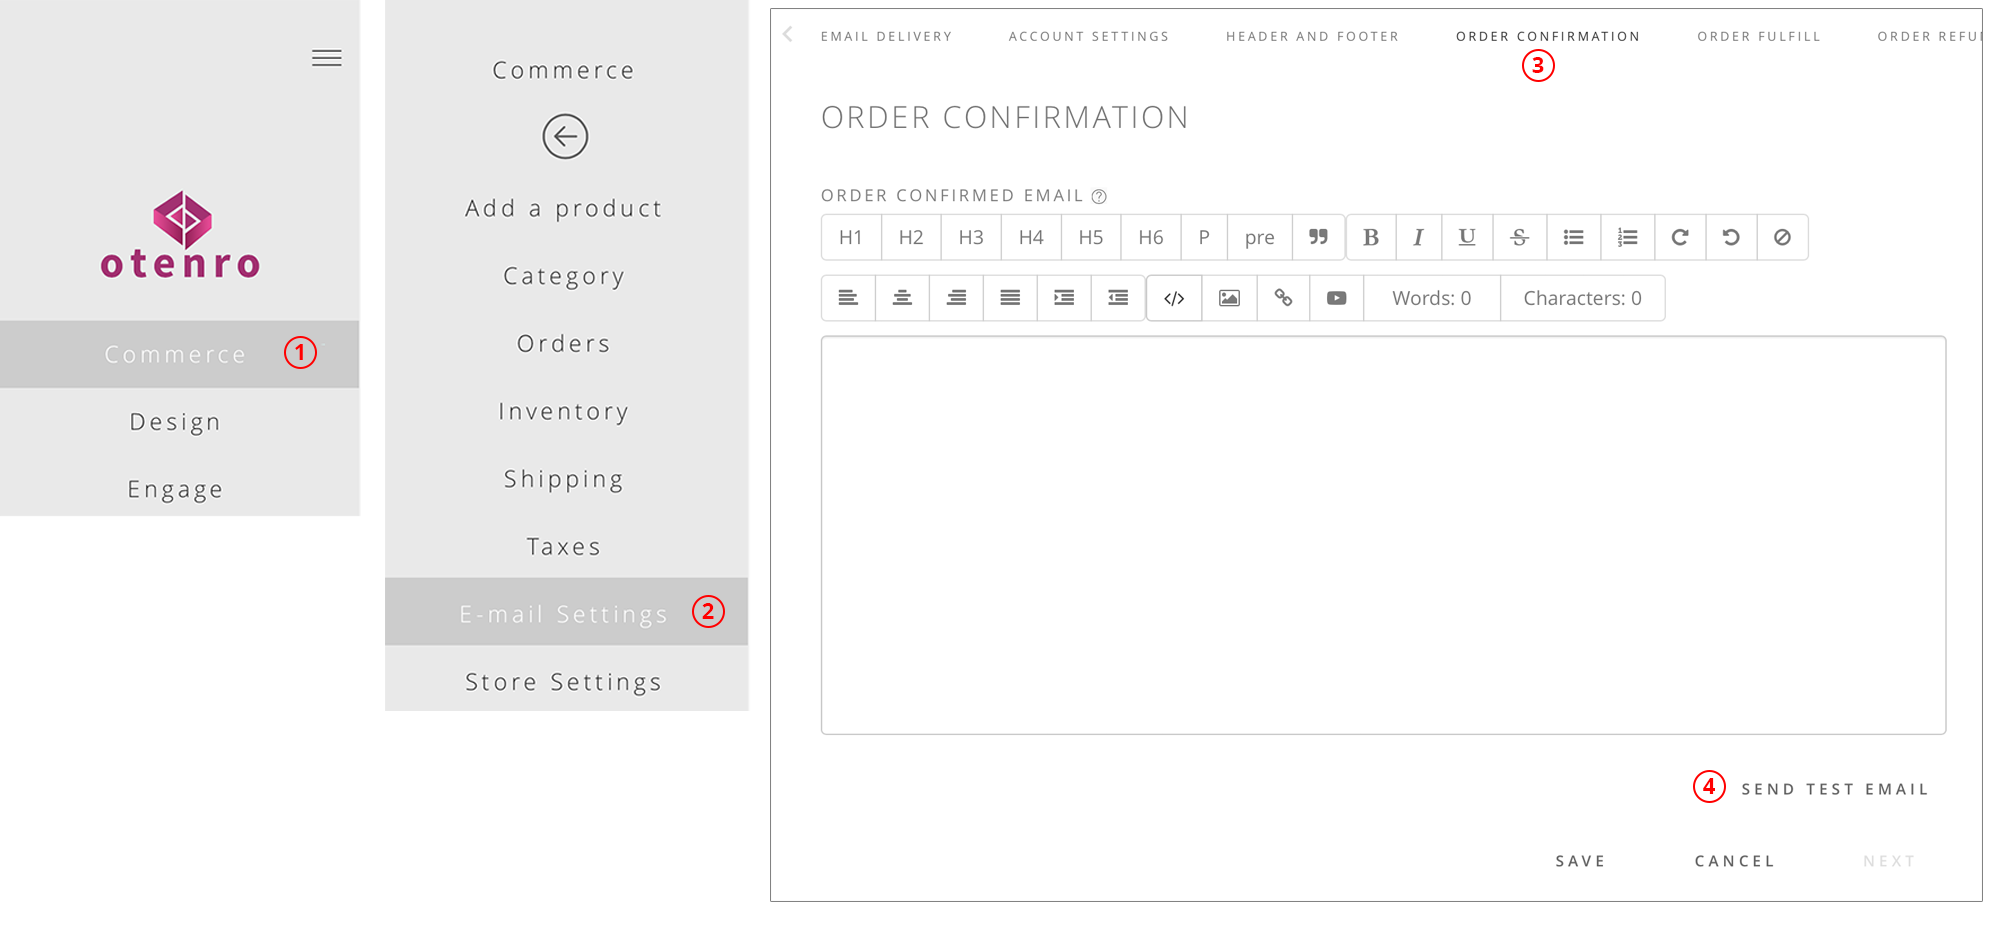 otenro
Commerce 1
Design
Engage
Commerce
Add a product
Category
Orders
Inventory
Shipping
Taxes
E-mail Settings 2
Store Settings
EMAIL DELIVERY ACCOUNT SETTINGS HEADER AND FOOTER ORDER CONFIRMATION ORDER FULFILL ORDER REFU
3
ORDER CONFIRMATION
ORDER CONFIRMED EMAIL ?
H1 H2 H3 H4 H5 H6 P pre B I U S
Words: 0 Characters: 0
4 SEND TEST EMAIL
SAVE CANCEL NEXT